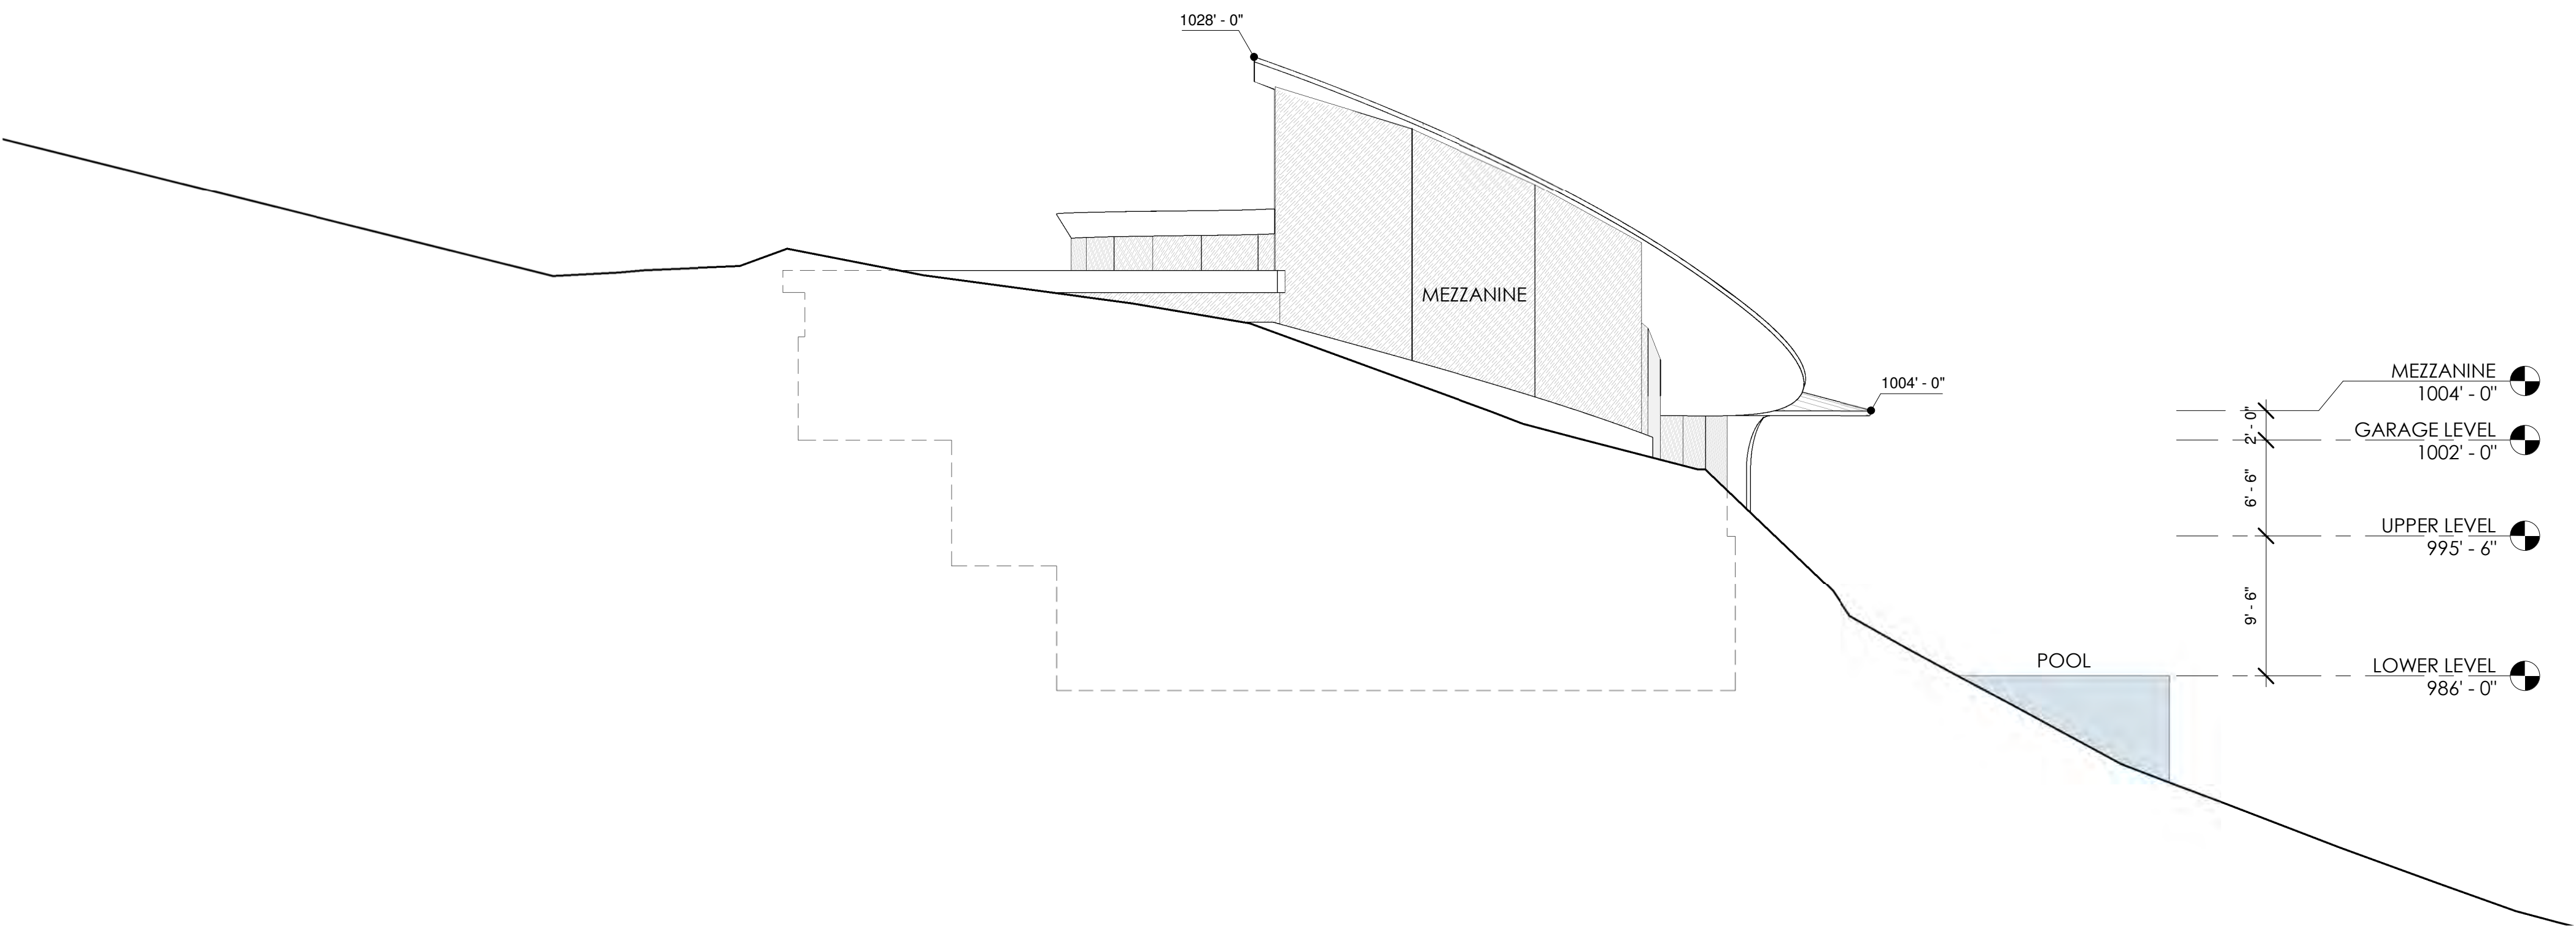 1028' - 0"
MEZZANINE
1004' - 0"
MEZZANINE
1004' - 0"
2' - 0"
GARAGE LEVEL
1002' - 0"
6' - 6"
UPPER LEVEL
995' - 6"
9' - 6"
POOL
LOWER LEVEL
986' - 0"